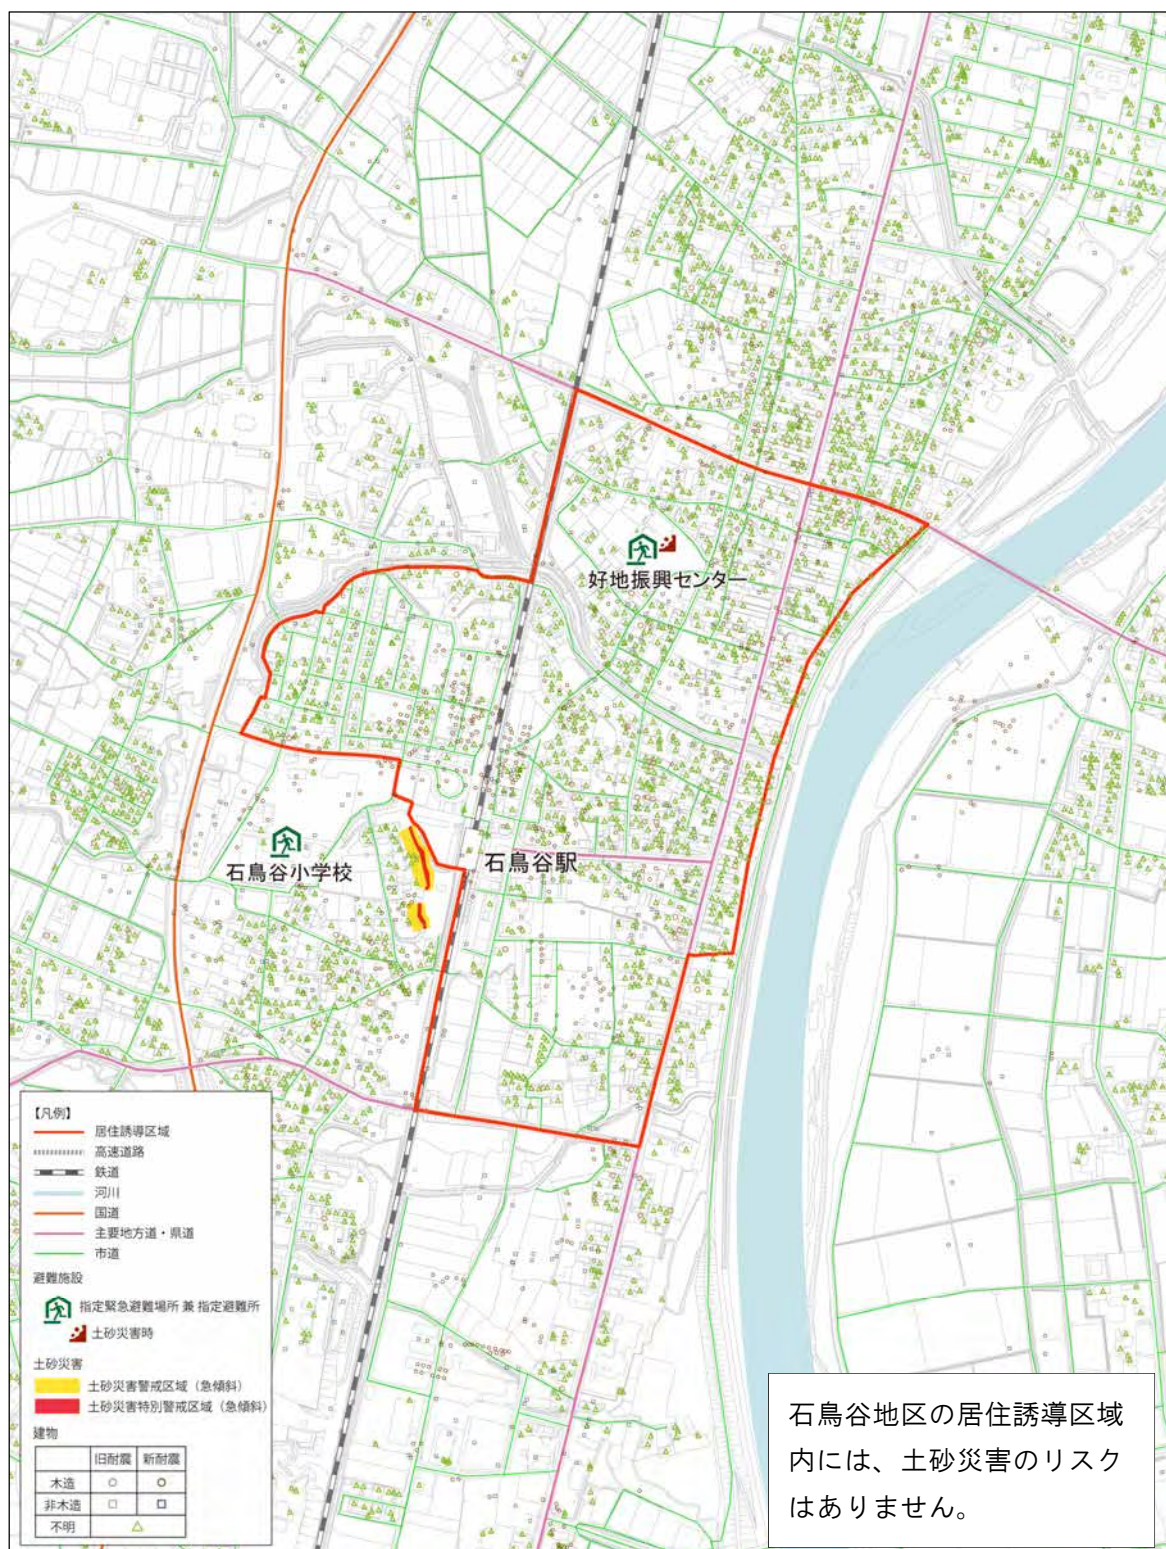 好地振興センター
石鳥谷小学校
石鳥谷駅
【凡例】
居住誘導区域
高速道路
鉄道
河川
国道
主要地方道・県道
市道
避難施設
指定緊急避難場所 兼 指定避難所
土砂災害時
土砂災害
土砂災害警戒区域（急傾斜）
土砂災害特別警戒区域（急傾斜）
建物
旧耐震 新耐震
木造
非木造
不明
石鳥谷地区の居住誘導区域
内には、土砂災害のリスク
はありません。